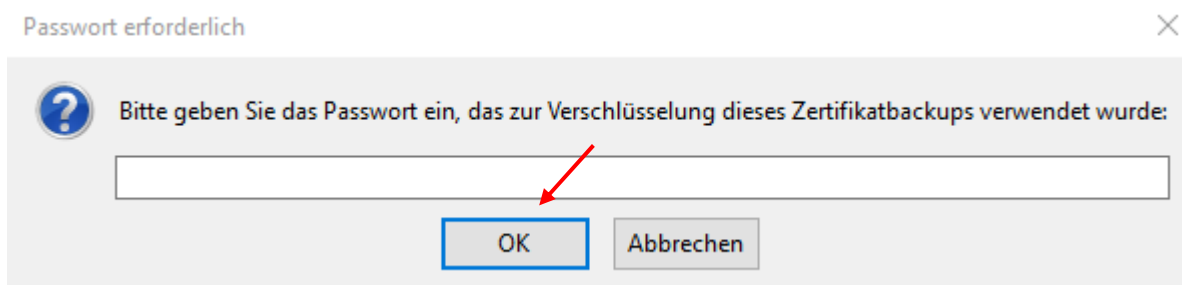 Passwort erforderlich
Bitte geben Sie das Passwort ein, das zur Verschlüsselung dieses Zertifikatbackups verwendet wurde:
OK
Abbrechen